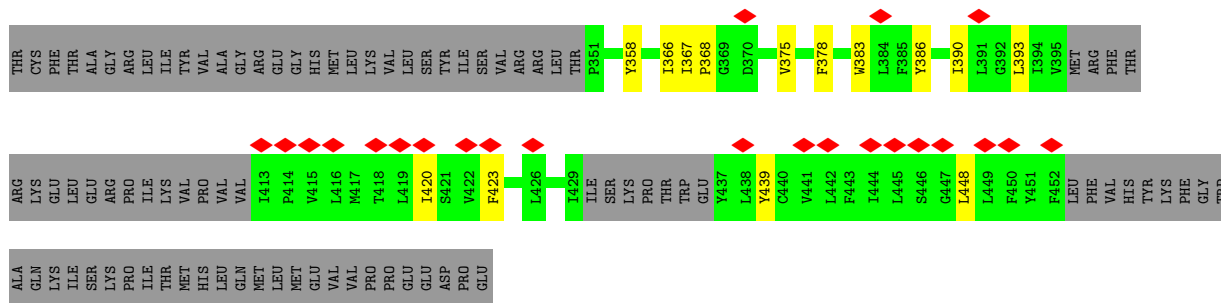 THR CYS PHE THR ALA GLY ARG LEU ILE TYR VAL ALA GLY ARG GLU GLY HIS MET LEU LYS VAL LEU SER TYR ILE SER VAL ARG ARG LEU THR P351 Y358 I366 I367 P368 G369 D370 V375 F378 W383 L384 F385 Y386 I390 L391 G392 L393 I394 V395 MET ARG PHE THR
ARG LYS GLU LEU GLU ARG PRO ILE LYS VAL PRO VAL VAL I413 P414 V415 L416 M417 T418 L419 I420 S421 V422 F423 L426 I429 ILE SER LYS PRO THR TRP GLU Y437 L438 Y439 C440 V441 L442 F443 I444 L445 S446 G447 L448 L449 F450 Y451 F452 LEU PHE VAL HIS TYR LYS PHE GLY TRP
ALA GLN LYS ILE SER LYS PRO ILE THR MET HIS LEU GLN MET LEU MET GLU VAL VAL PRO PRO GLU GLU ASP PRO GLU